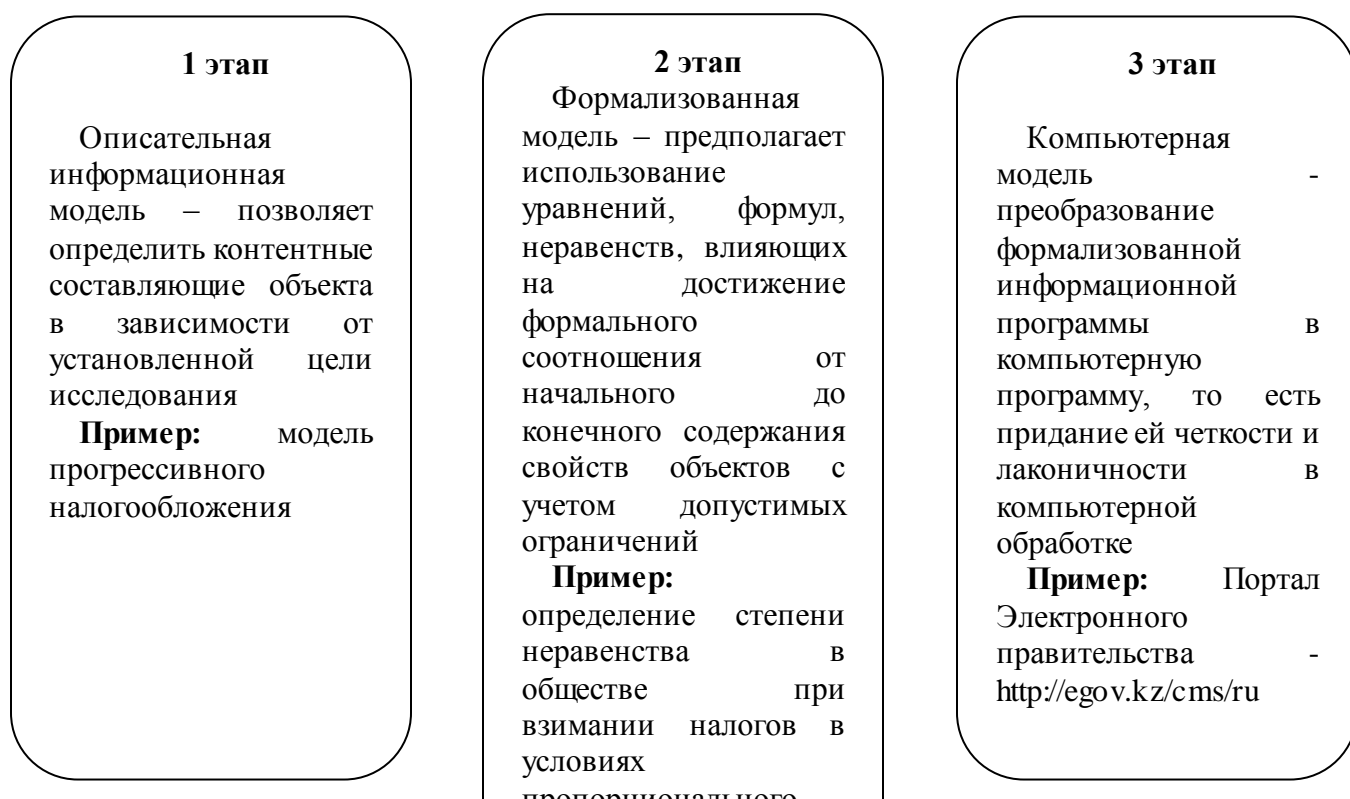 1 этап
Описательная
информационная
модель – позволяет
определить контентные
составляющие объекта
в зависимости от
установленной цели
исследования
Пример: модель
прогрессивного
налогообложения
2 этап
Формализованная
модель – предполагает
использование
уравнений, формул,
неравенств, влияющих
на достижение
формального
соотношения от
начального до
конечного содержания
свойств объектов с
учетом допустимых
ограничений
Пример:
определение степени
неравенства в
обществе при
взимании налогов в
условиях
пропорционального
3 этап
Компьютерная
модель -
преобразование
формализованной
информационной
программы в
компьютерную
программу, то есть
придание ей четкости и
лаконичности в
компьютерной
обработке
Пример: Портал
Электронного
правительства -
http://egov.kz/cms/ru